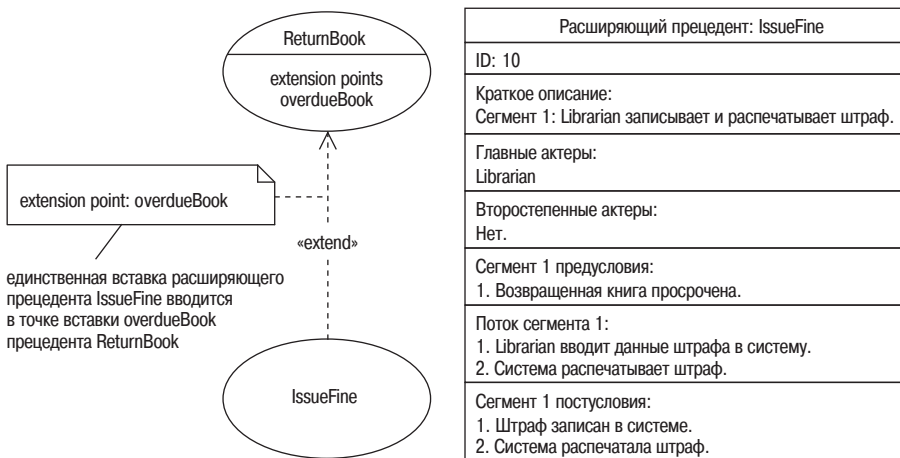 ReturnBook
extension points
overdueBook
extension point: overdueBook
«extend»
единственная вставка расширяющего
прецедента IssueFine вводится
в точке вставки overdueBook
прецедента ReturnBook
IssueFine
Расширяющий прецедент: IssueFine
ID: 10
Краткое описание:
Сегмент 1: Librarian записывает и распечатывает штраф.
Главные актеры:
Librarian
Второстепенные актеры:
Нет.
Сегмент 1 предусловия:
1. Возвращенная книга просрочена.
Поток сегмента 1:
1. Librarian вводит данные штрафа в систему.
2. Система распечатывает штраф.
Сегмент 1 постусловия:
1. Штраф записан в системе.
2. Система распечатала штраф.